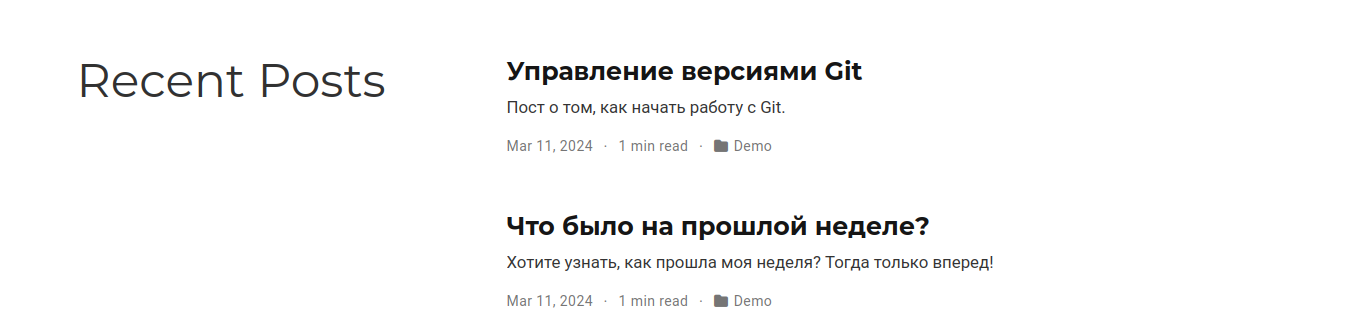 Recent Posts
Управление версиями Git
Пост о том, как начать работу с Git.
Mar 11, 2024 · 1 min read · Demo
Что было на прошлой неделе?
Хотите узнать, как прошла моя неделя? Тогда только вперед!
Mar 11, 2024 · 1 min read · Demo